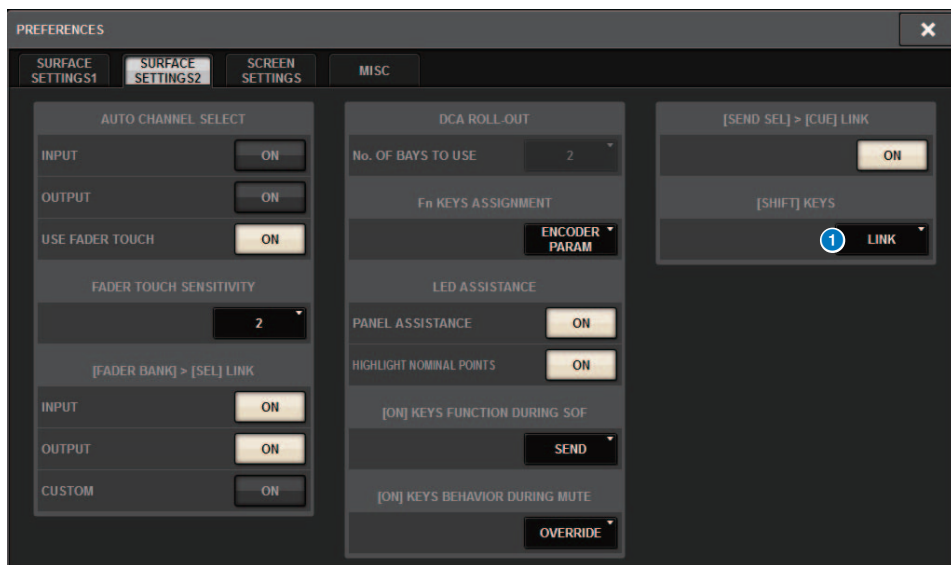 PREFERENCES
SURFACE SETTINGS1
SURFACE SETTINGS2
SCREEN SETTINGS
MISC
AUTO CHANNEL SELECT
INPUT ON
OUTPUT ON
USE FADER TOUCH ON
FADER TOUCH SENSITIVITY
2
[FADER BANK] > [SEL] LINK
INPUT ON
OUTPUT ON
CUSTOM ON
DCA ROLL-OUT
No. OF BAYS TO USE 2
Fn KEYS ASSIGNMENT
ENCODER
PARAM
LED ASSISTANCE
PANEL ASSISTANCE ON
HIGHLIGHT NOMINAL POINTS ON
[ON] KEYS FUNCTION DURING SOF
SEND
[ON] KEYS BEHAVIOR DURING MUTE
OVERRIDE
[SEND SEL] > [CUE] LINK
ON
[SHIFT] KEYS
1 LINK